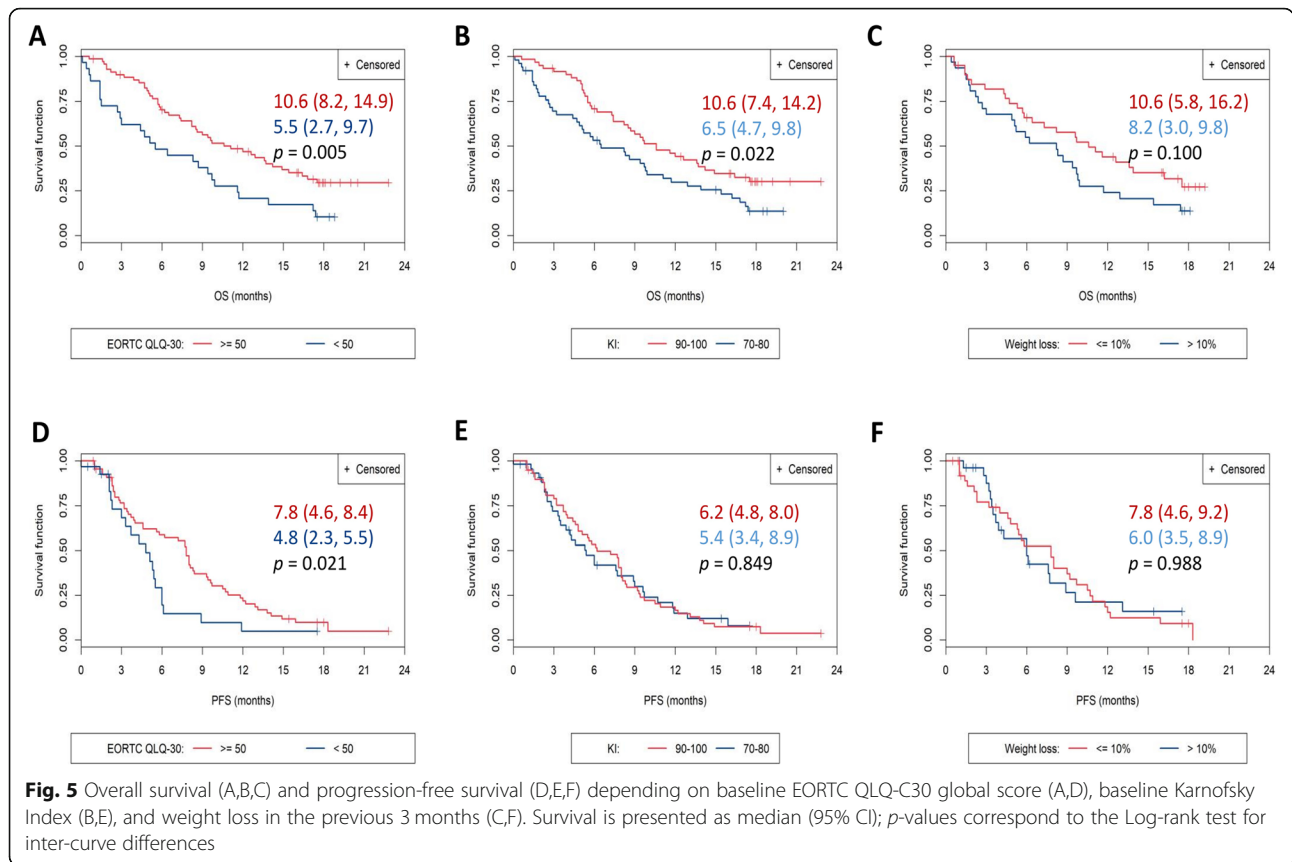 A
Survival function
1.00
0.75
0.50
0.25
0.00
+ Censored
10.6 (8.2, 14.9)
5.5 (2.7, 9.7)
p = 0.005
0 3 6 9 12 15 18 21 24
OS (months)
EORTC QLQ-30: >= 50 < 50
B
Survival function
1.00
0.75
0.50
0.25
0.00
+ Censored
10.6 (7.4, 14.2)
6.5 (4.7, 9.8)
p = 0.022
0 3 6 9 12 15 18 21 24
OS (months)
KI: 90-100 70-80
C
Survival function
1.00
0.75
0.50
0.25
0.00
+ Censored
10.6 (5.8, 16.2)
8.2 (3.0, 9.8)
p = 0.100
0 3 6 9 12 15 18 21 24
OS (months)
Weight loss: <= 10% > 10%
D
Survival function
1.00
0.75
0.50
0.25
0.00
+ Censored
7.8 (4.6, 8.4)
4.8 (2.3, 5.5)
p = 0.021
0 3 6 9 12 15 18 21 24
PFS (months)
EORTC QLQ-30: >= 50 < 50
E
Survival function
1.00
0.75
0.50
0.25
0.00
+ Censored
6.2 (4.8, 8.0)
5.4 (3.4, 8.9)
p = 0.849
0 3 6 9 12 15 18 21 24
PFS (months)
KI: 90-100 70-80
F
Survival function
1.00
0.75
0.50
0.25
0.00
+ Censored
7.8 (4.6, 9.2)
6.0 (3.5, 8.9)
p = 0.988
0 3 6 9 12 15 18 21 24
PFS (months)
Weight loss: <= 10% > 10%
Fig. 5 Overall survival (A,B,C) and progression-free survival (D,E,F) depending on baseline EORTC QLQ-C30 global score (A,D), baseline Karnofsky
Index (B,E), and weight loss in the previous 3 months (C,F). Survival is presented as median (95% CI); p-values correspond to the Log-rank test for
inter-curve differences